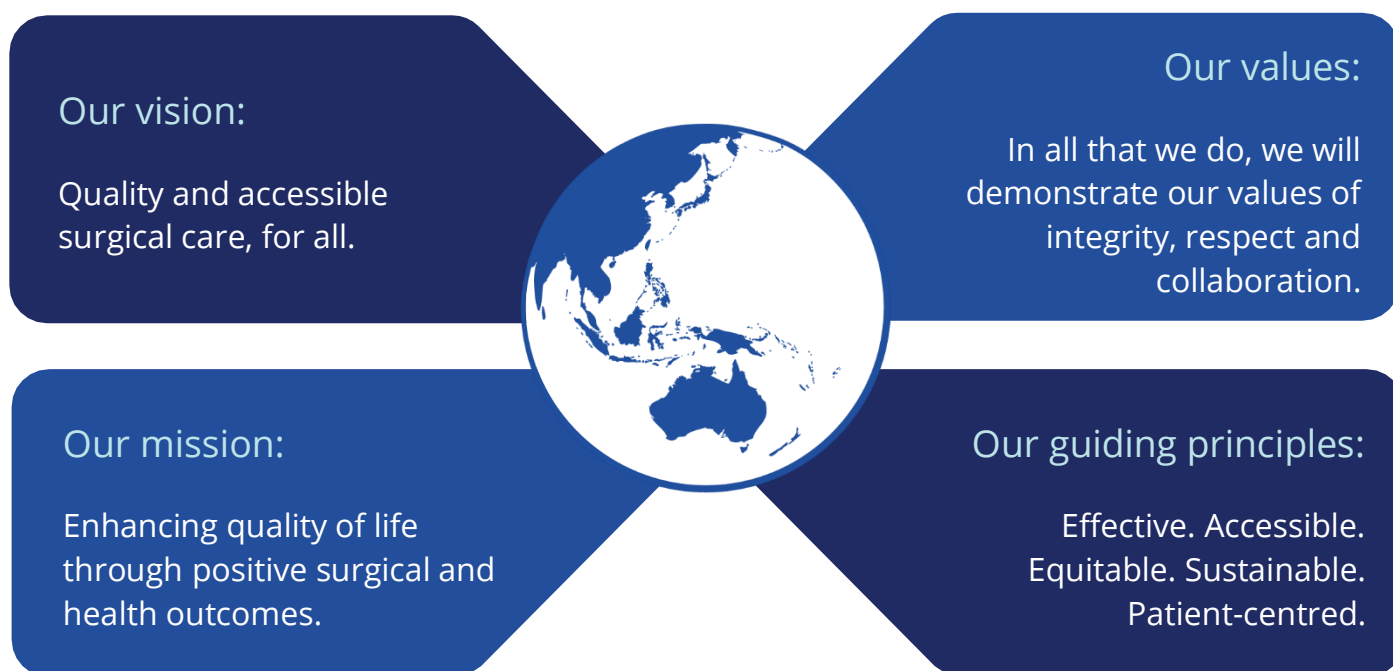 Our vision:
Quality and accessible
surgical care, for all.
Our values:
In all that we do, we will
demonstrate our values of
integrity, respect and
collaboration.
Our mission:
Enhancing quality of life
through positive surgical and
health outcomes.
Our guiding principles:
Effective. Accessible.
Equitable. Sustainable.
Patient-centred.